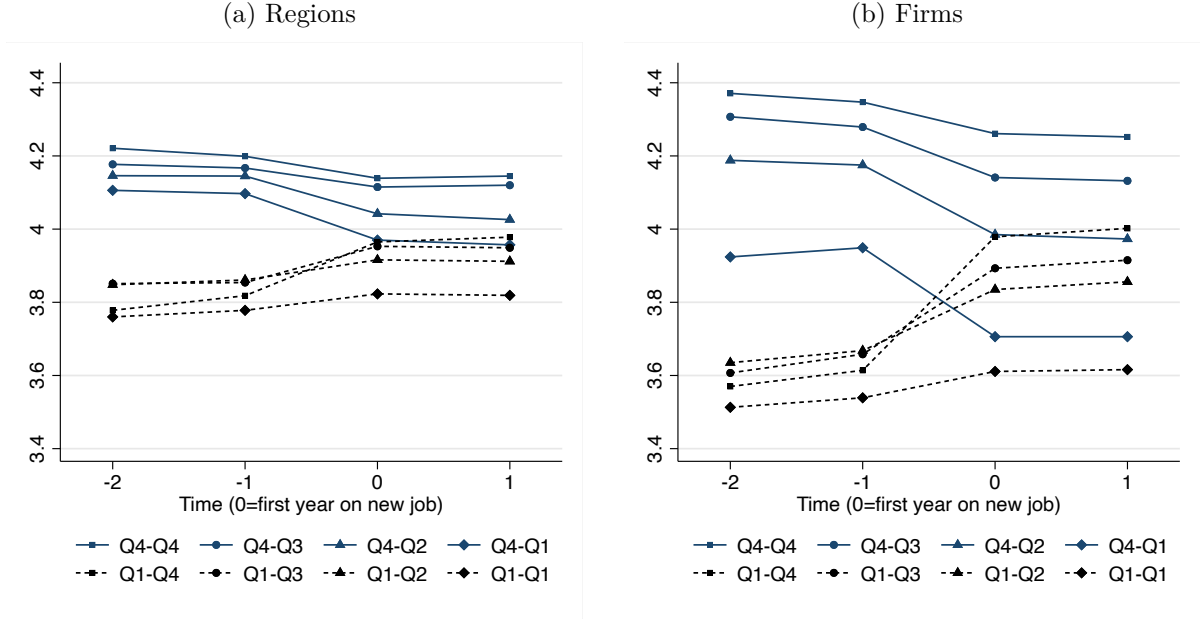 (a) Regions
4.4
4.2
4
3.8
3.6
3.4
-2 -1 0 1
Time (0=first year on new job)
Q4-Q4 Q4-Q3 Q4-Q2 Q4-Q1
Q1-Q4 Q1-Q3 Q1-Q2 Q1-Q1
(b) Firms
4.4
4.2
4
3.8
3.6
3.4
-2 -1 0 1
Time (0=first year on new job)
Q4-Q4 Q4-Q3 Q4-Q2 Q4-Q1
Q1-Q4 Q1-Q3 Q1-Q2 Q1-Q1